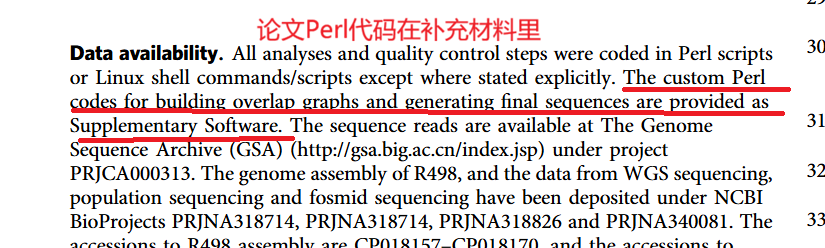 29
论文Perl代码在补充材料里
Data availability. All analyses and quality control steps were coded in Perl scripts
30
or Linux shell commands/scripts except where stated explicitly. The custom Perl
codes for building overlap graphs and generating final sequences are provided as
Supplementary Software. The sequence reads are available at The Genome
31
Sequence Archive (GSA) (http://gsa.big.ac.cn/index.jsp) under project
PRJCA000313. The genome assembly of R498, and the data from WGS sequencing,
32
population sequencing and fosmid sequencing have been deposited under NCBI
BioProjects PRJNA318714, PRJNA318714, PRJNA318826 and PRJNA340081. The
33
accessions to R498 assembly are CP018157–CP018170, and the accessions to